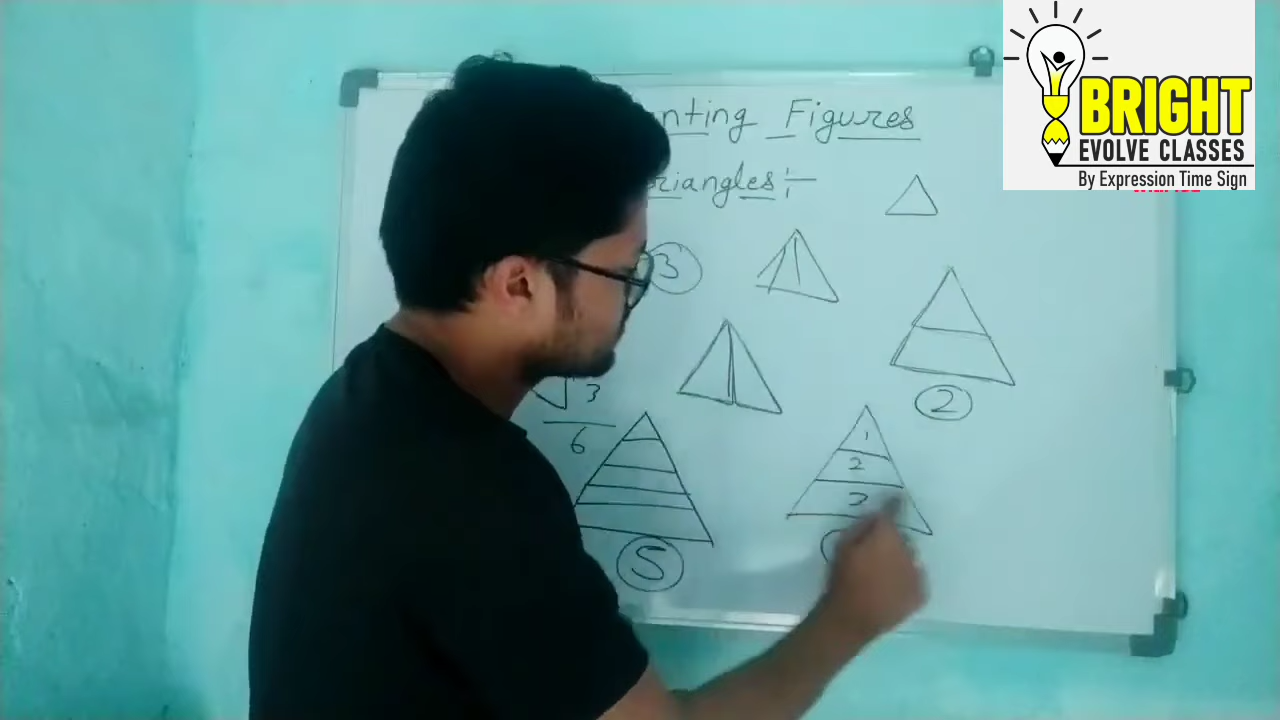 nting Figures
riangles:-
3
2
3
6
1
2
3
5
BRIGHT
EVOLVE CLASSES
By Expression Time Sign